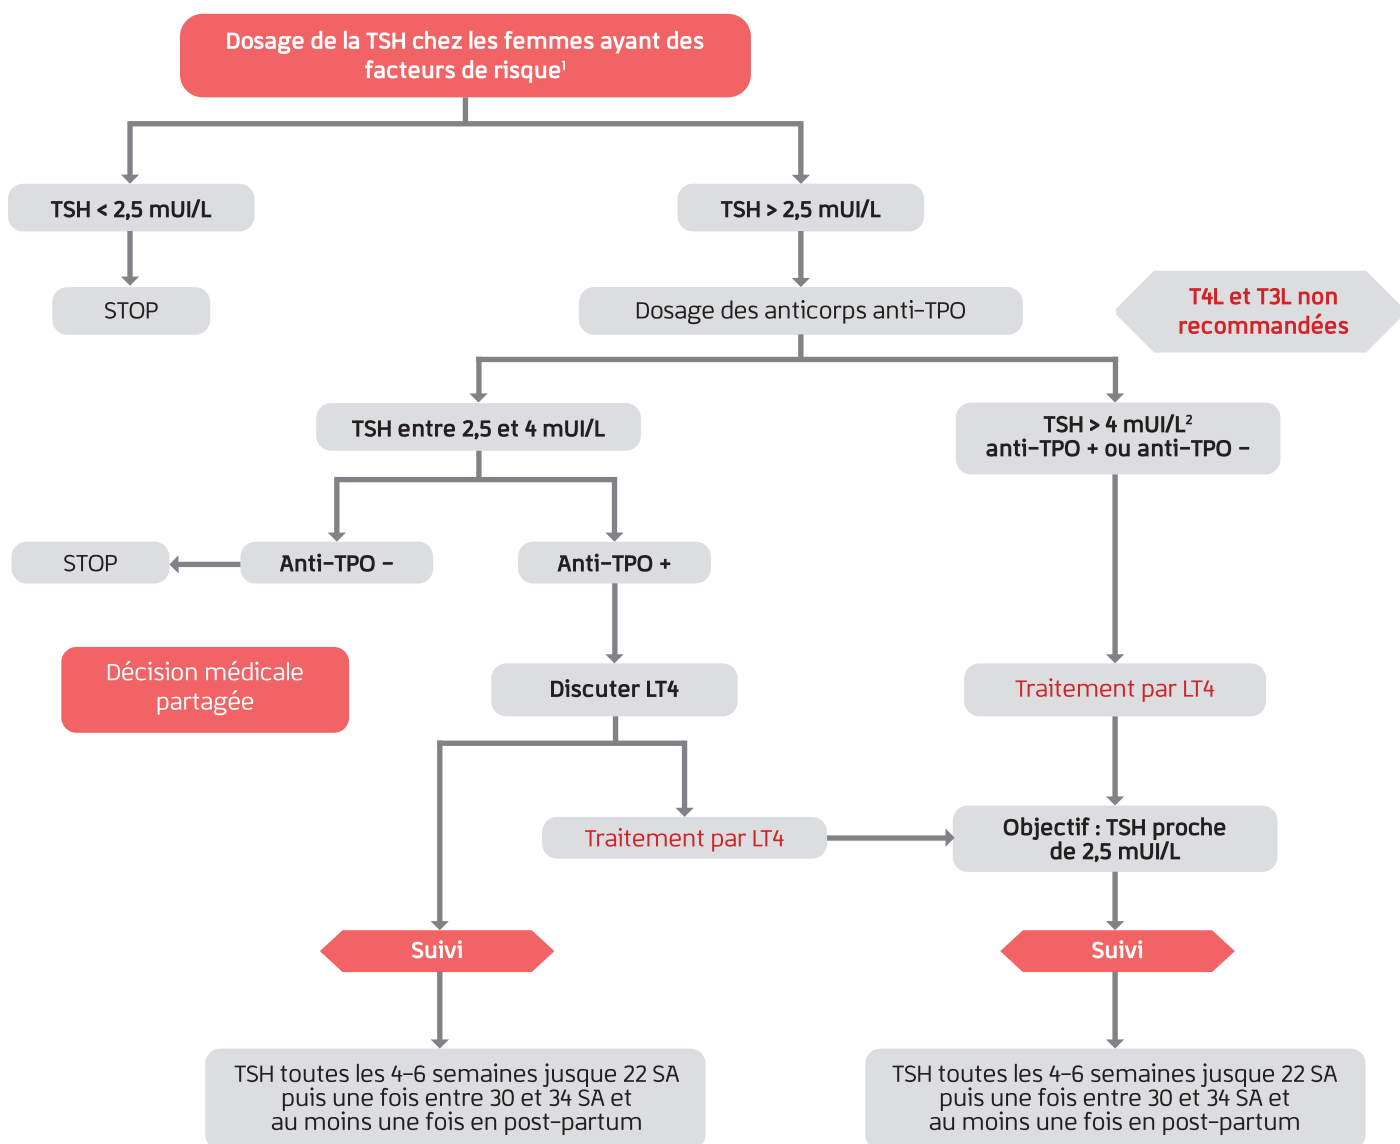 Dosage de la TSH chez les femmes ayant des
facteurs de risque¹
TSH < 2,5 mUI/L
TSH > 2,5 mUI/L
STOP
Dosage des anticorps anti-TPO
T4L et T3L non
recommandées
TSH entre 2,5 et 4 mUI/L
TSH > 4 mUI/L²
anti-TPO + ou anti-TPO -
STOP
Anti-TPO -
Anti-TPO +
Décision médicale
partagée
Discuter LT4
Traitement par LT4
Traitement par LT4
Objectif : TSH proche
de 2,5 mUI/L
Suivi
Suivi
TSH toutes les 4-6 semaines jusque 22 SA
puis une fois entre 30 et 34 SA et
au moins une fois en post-partum
TSH toutes les 4-6 semaines jusque 22 SA
puis une fois entre 30 et 34 SA et
au moins une fois en post-partum